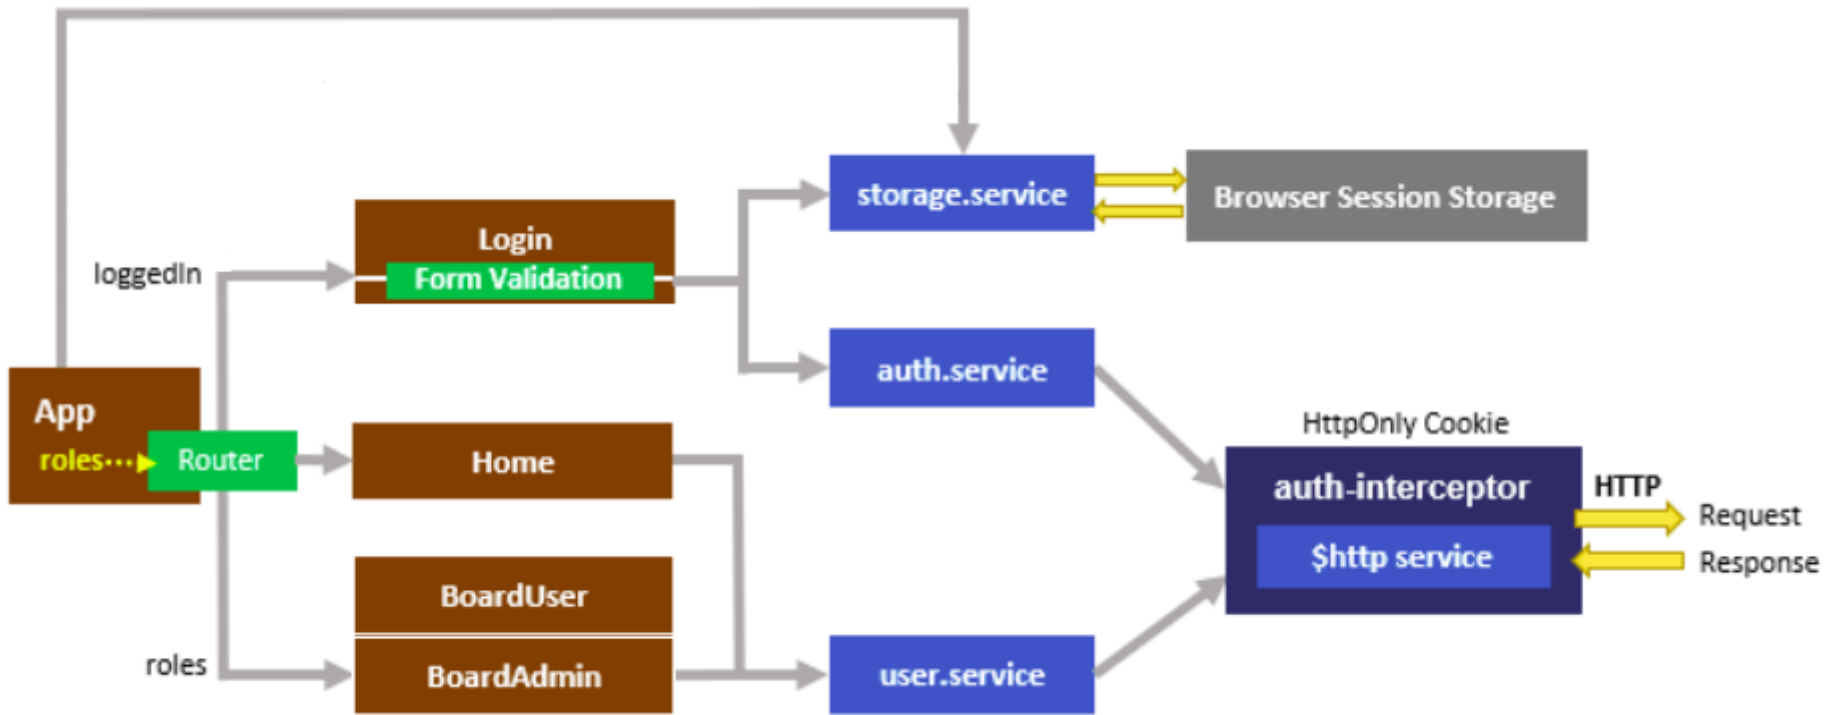 storage.service
Browser Session Storage
Login
Form Validation
loggedIn
auth.service
App
roles
Router
Home
HttpOnly Cookie
auth-interceptor
HTTP
Request
$http service
Response
BoardUser
BoardAdmin
roles
user.service